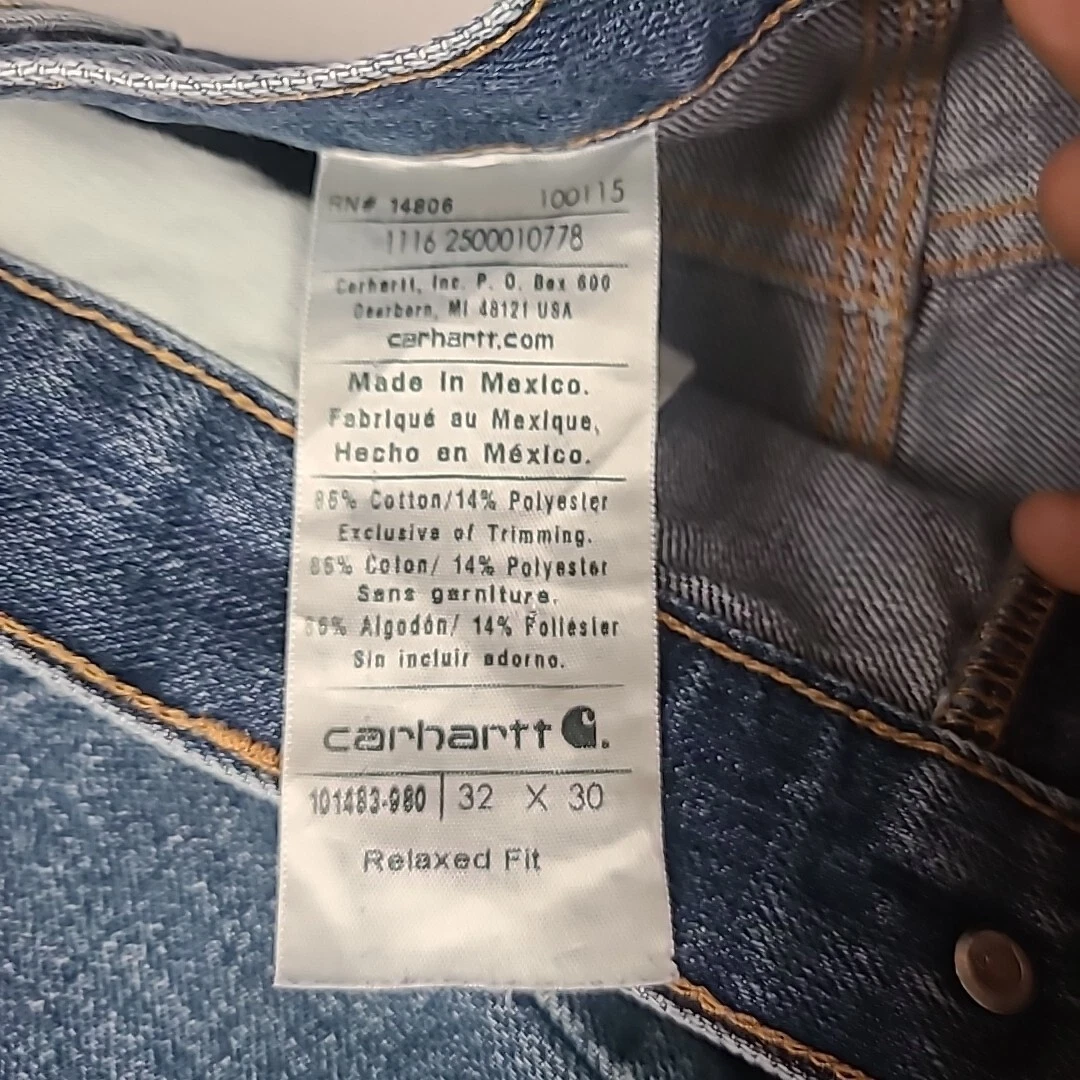 RN# 14806 100115
1116 2500010778
Carhartt, Inc. P. O. Box 600
Dearborn, MI 48121 USA
carhartt.com
Made in Mexico.
Fabriqué au Mexique.
Hecho en México.
86% Cotton/14% Polyester
Exclusive of Trimming.
86% Coton/ 14% Polyester
Sans garniture.
86% Algodón/ 14% Poliéster
Sin incluir adorno.
carhartt
101483-980 32 X 30
Relaxed Fit